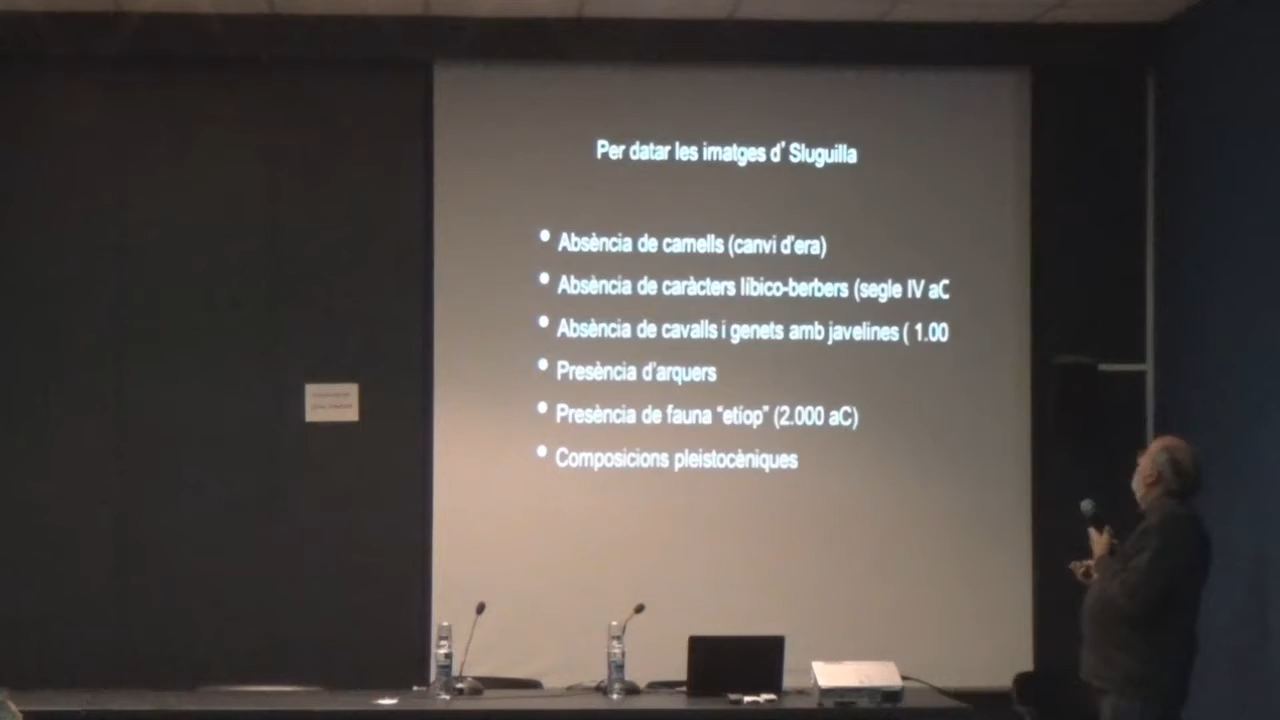 Per datar les imatges d' Sluguilla
• Absència de camells (canvi d'era)
• Absència de caràcters líbico-berbers (segle IV aC
• Absència de cavalls i genets amb javelines ( 1.00
• Presència d'arquers
• Presència de fauna “etíop” (2.000 aC)
• Composicions pleistocèniques